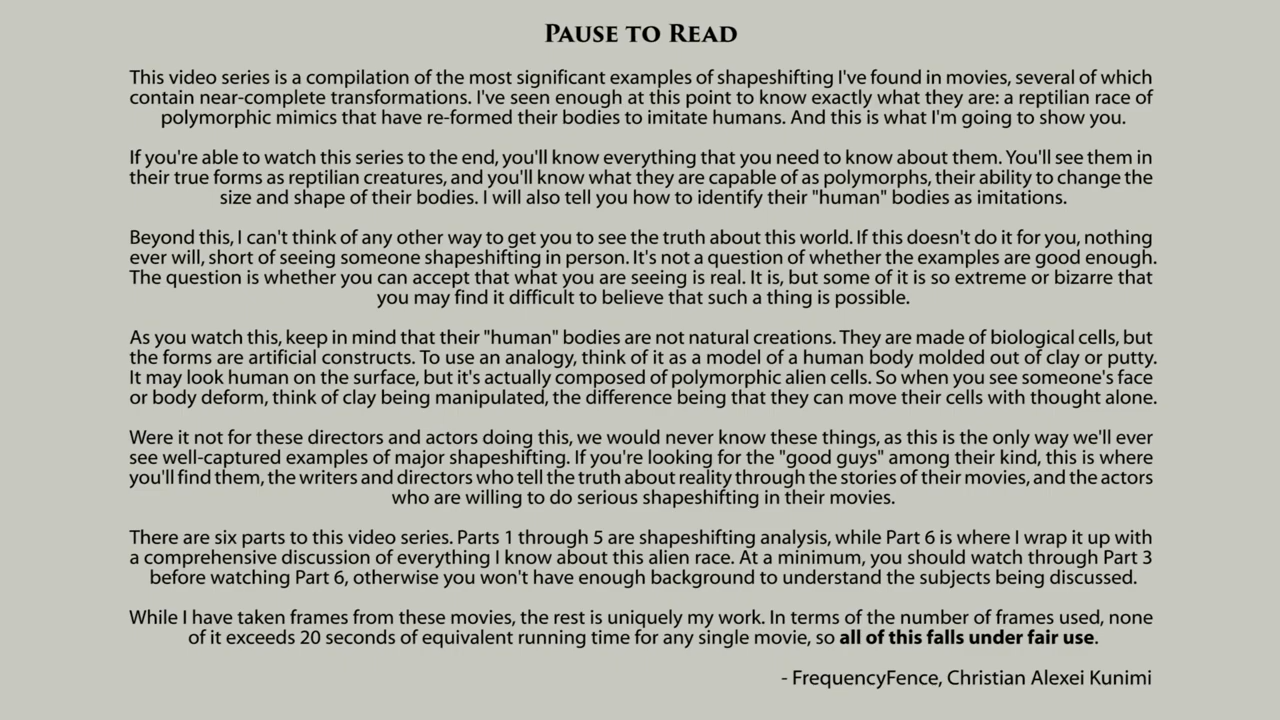 Pause to Read
This video series is a compilation of the most significant examples of shapeshifting I've found in movies, several of which
contain near-complete transformations. I've seen enough at this point to know exactly what they are: a reptilian race of
polymorphic mimics that have re-formed their bodies to imitate humans. And this is what I'm going to show you.
If you're able to watch this series to the end, you'll know everything that you need to know about them. You'll see them in
their true forms as reptilian creatures, and you'll know what they are capable of as polymorphs, their ability to change the
size and shape of their bodies. I will also tell you how to identify their "human" bodies as imitations.
Beyond this, I can't think of any other way to get you to see the truth about this world. If this doesn't do it for you, nothing
ever will, short of seeing someone shapeshifting in person. It's not a question of whether the examples are good enough.
The question is whether you can accept that what you are seeing is real. It is, but some of it is so extreme or bizarre that
you may find it difficult to believe that such a thing is possible.
As you watch this, keep in mind that their "human" bodies are not natural creations. They are made of biological cells, but
the forms are artificial constructs. To use an analogy, think of it as a model of a human body molded out of clay or putty.
It may look human on the surface, but it's actually composed of polymorphic alien cells. So when you see someone's face
or body deform, think of clay being manipulated, the difference being that they can move their cells with thought alone.
Were it not for these directors and actors doing this, we would never know these things, as this is the only way we'll ever
see well-captured examples of major shapeshifting. If you're looking for the "good guys" among their kind, this is where
you'll find them, the writers and directors who tell the truth about reality through the stories of their movies, and the actors
who are willing to do serious shapeshifting in their movies.
There are six parts to this video series. Parts 1 through 5 are shapeshifting analysis, while Part 6 is where I wrap it up with
a comprehensive discussion of everything I know about this alien race. At a minimum, you should watch through Part 3
before watching Part 6, otherwise you won't have enough background to understand the subjects being discussed.
While I have taken frames from these movies, the rest is uniquely my work. In terms of the number of frames used, none
of it exceeds 20 seconds of equivalent running time for any single movie, so all of this falls under fair use.
- FrequencyFence, Christian Alexei Kunimi